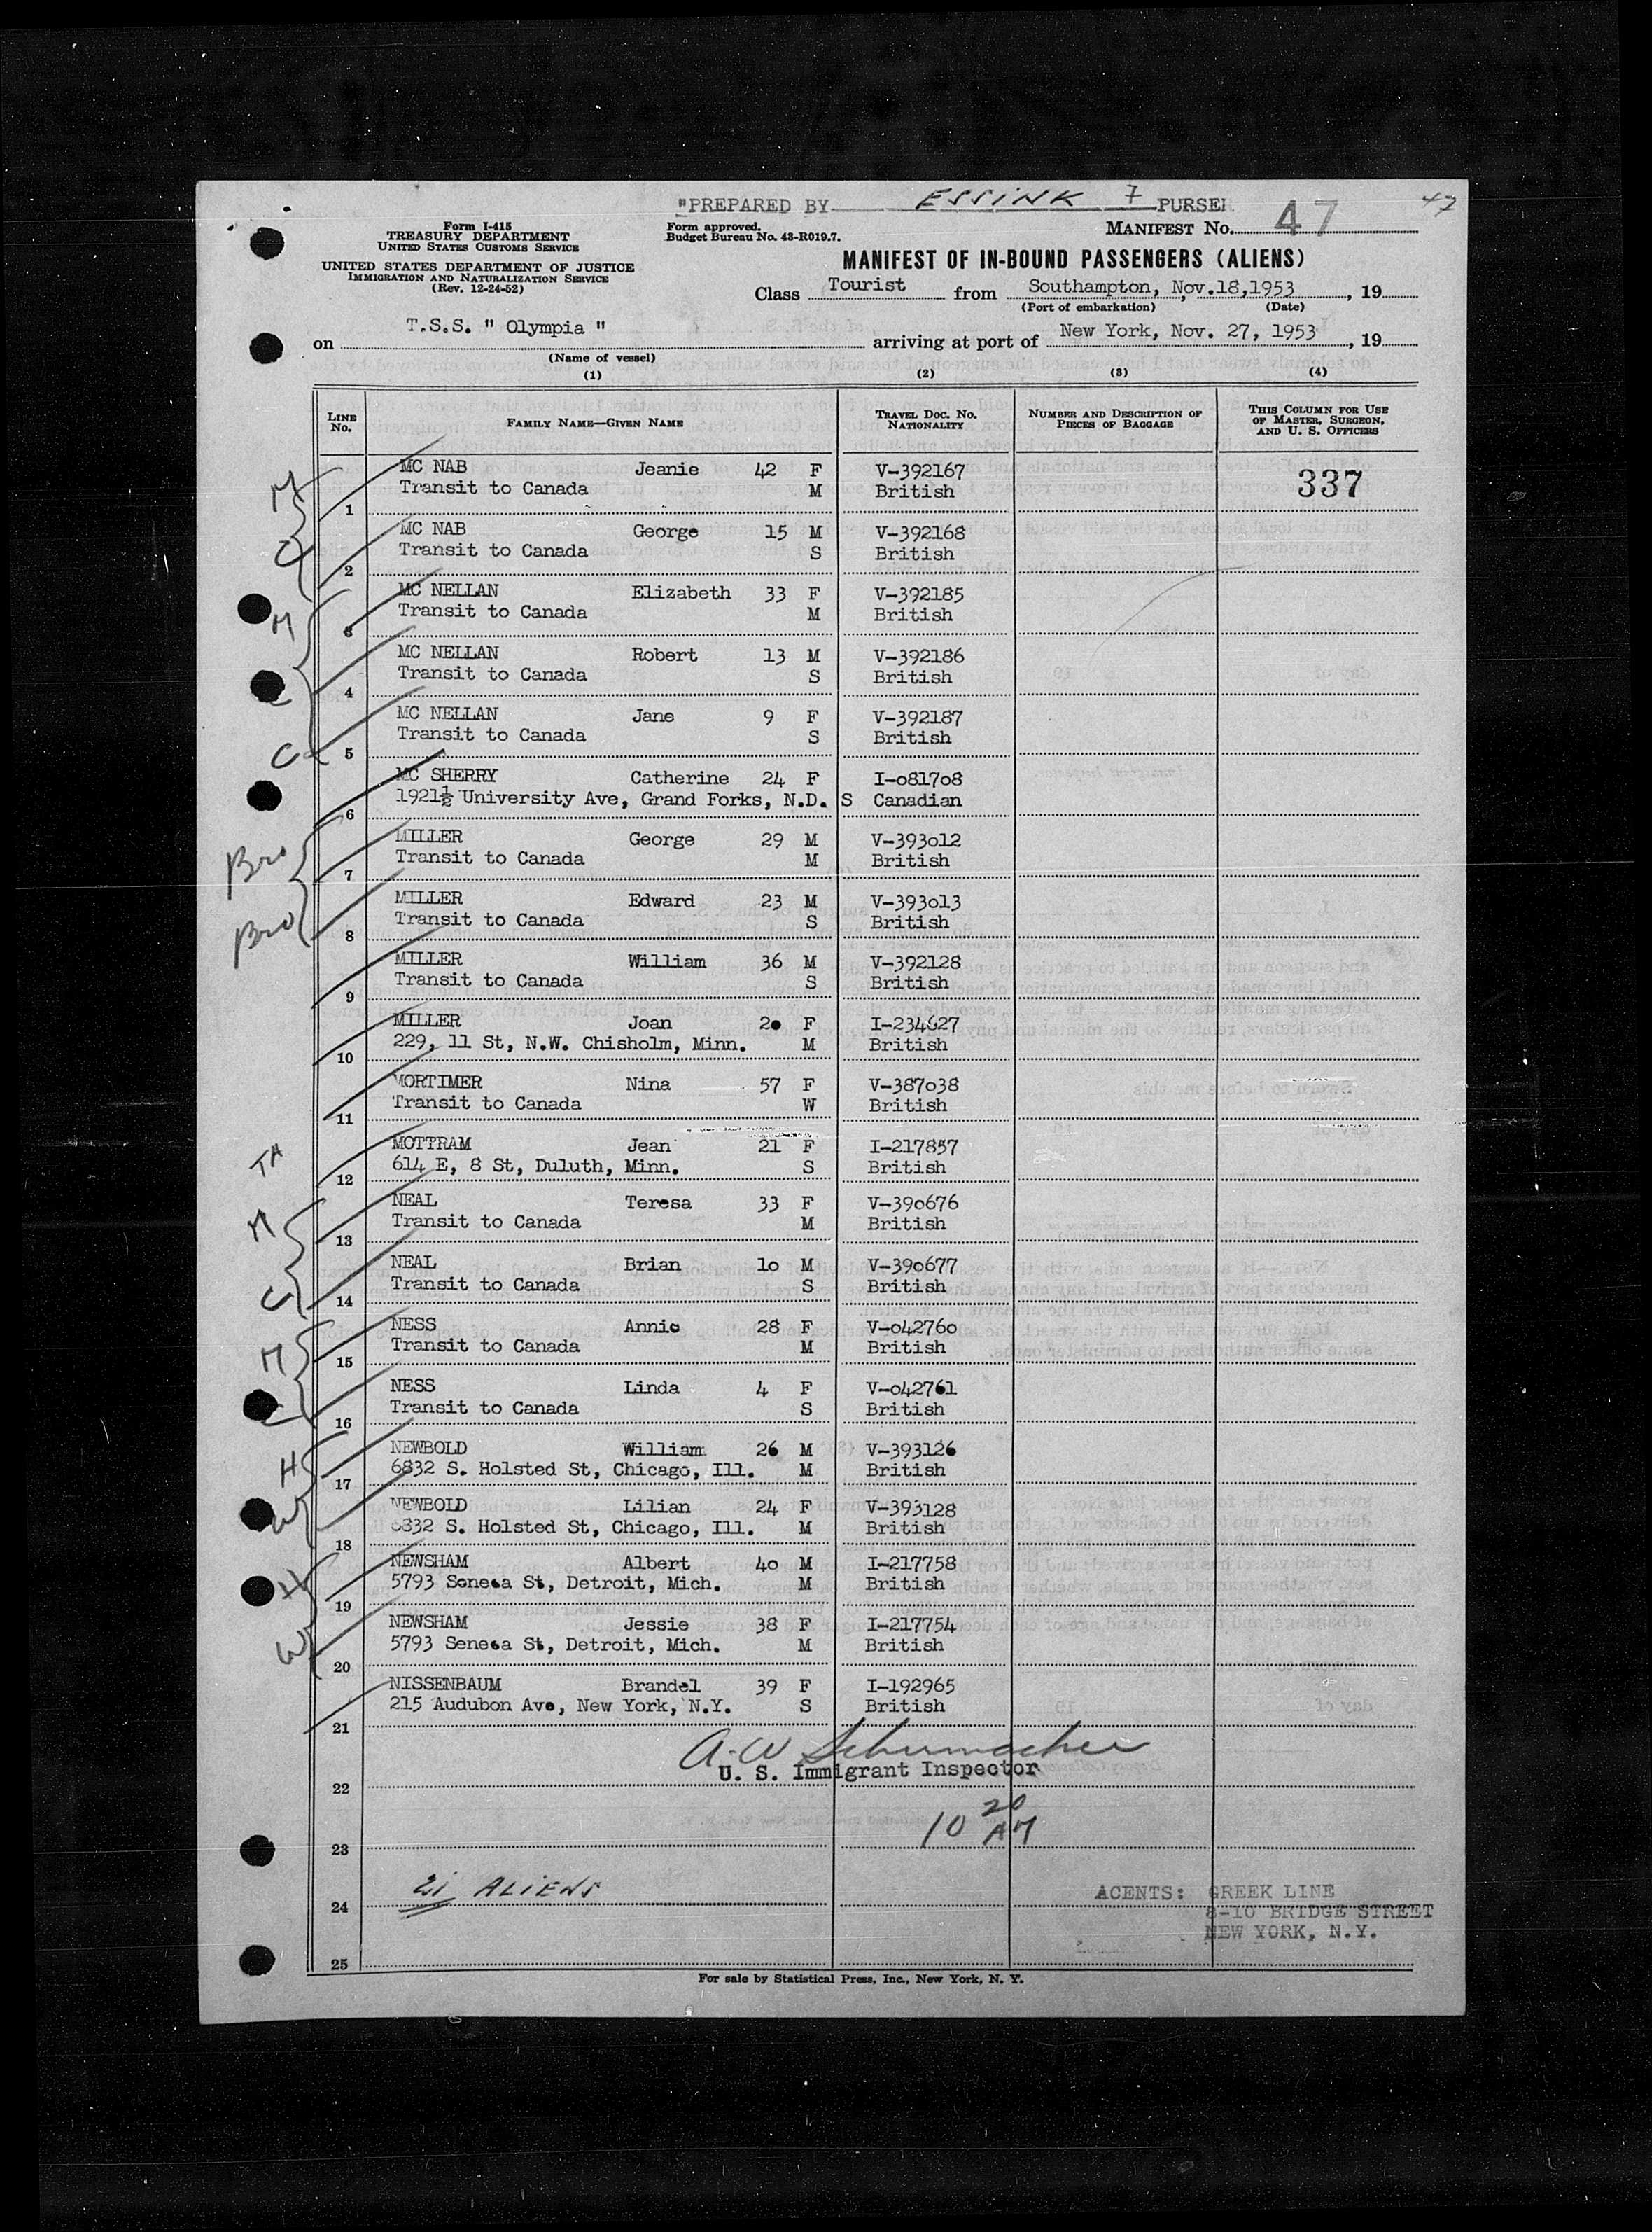 "PREPARED BY ESSINK 7 PURSER
47
Form I-415
TREASURY DEPARTMENT
UNITED STATES CUSTOMS SERVICE
UNITED STATES DEPARTMENT OF JUSTICE
IMMIGRATION AND NATURALIZATION SERVICE
(Rev. 12-24-52)
Form approved.
Budget Bureau No. 43-R019.7.
MANIFEST No. 47
MANIFEST OF IN-BOUND PASSENGERS (ALIENS)
Class Tourist from Southampton, Nov.18,1953, 19
(Port of embarkation) (Date)
on T.S.S. " Olympia " arriving at port of New York, Nov. 27, 1953, 19
(Name of vessel)
(1) (2) (3) (4)
LINE No. FAMILY NAME—GIVEN NAME TRAVEL DOC. No. NATIONALITY NUMBER AND DESCRIPTION OF PIECES OF BAGGAGE THIS COLUMN FOR USE OF MASTER, SURGEON, AND U. S. OFFICERS
M MC NAB Jeanie 42 F V-392167 337
1 Transit to Canada M British
C MC NAB George 15 M V-392168
2 Transit to Canada S British
M MC NELLAN Elizabeth 33 F V-392185
3 Transit to Canada M British
C MC NELLAN Robert 13 M V-392186
4 Transit to Canada S British
C MC NELLAN Jane 9 F V-392187
5 Transit to Canada S British
MC SHERRY Catherine 24 F I-o817o8
6 1921½ University Ave, Grand Forks, N.D. S Canadian
Bro MILLER George 29 M V-393o12
7 Transit to Canada M British
Bro MILLER Edward 23 M V-393o13
8 Transit to Canada S British
MILLER William 36 M V-392128
9 Transit to Canada S British
MILLER Joan 2o F I-234627
10 229, 11 St, N.W. Chisholm, Minn. M British
MORTIMER Nina 57 F V-387o38
11 Transit to Canada W British
TA MOTTRAM Jean 21 F I-217857
12 614 E, 8 St, Duluth, Minn. S British
M NEAL Teresa 33 F V-39o676
13 Transit to Canada M British
C NEAL Brian 1o M V-39o677
14 Transit to Canada S British
M NESS Annie 28 F V-o4276o
15 Transit to Canada M British
C NESS Linda 4 F V-o42761
16 Transit to Canada S British
H NEWBOLD William 26 M V-393126
17 6832 S. Holsted St, Chicago, Ill. M British
W NEWBOLD Lilian 24 F V-393128
18 6832 S. Holsted St, Chicago, Ill. M British
H NEWSHAM Albert 4o M I-217758
19 5793 Seneca St, Detroit, Mich. M British
W NEWSHAM Jessie 38 F I-217754
20 5793 Seneca St, Detroit, Mich. M British
NISSENBAUM Brandel 39 F I-192965
21 215 Audubon Ave, New York, N.Y. S British
A.W Schumacher
U. S. Immigrant Inspector
22
10 20 AM
23
21 ALIENS
24
AGENTS: GREEK LINE
8-10 BRIDGE STREET
NEW YORK, N.Y.
25
For sale by Statistical Press, Inc., New York, N. Y.